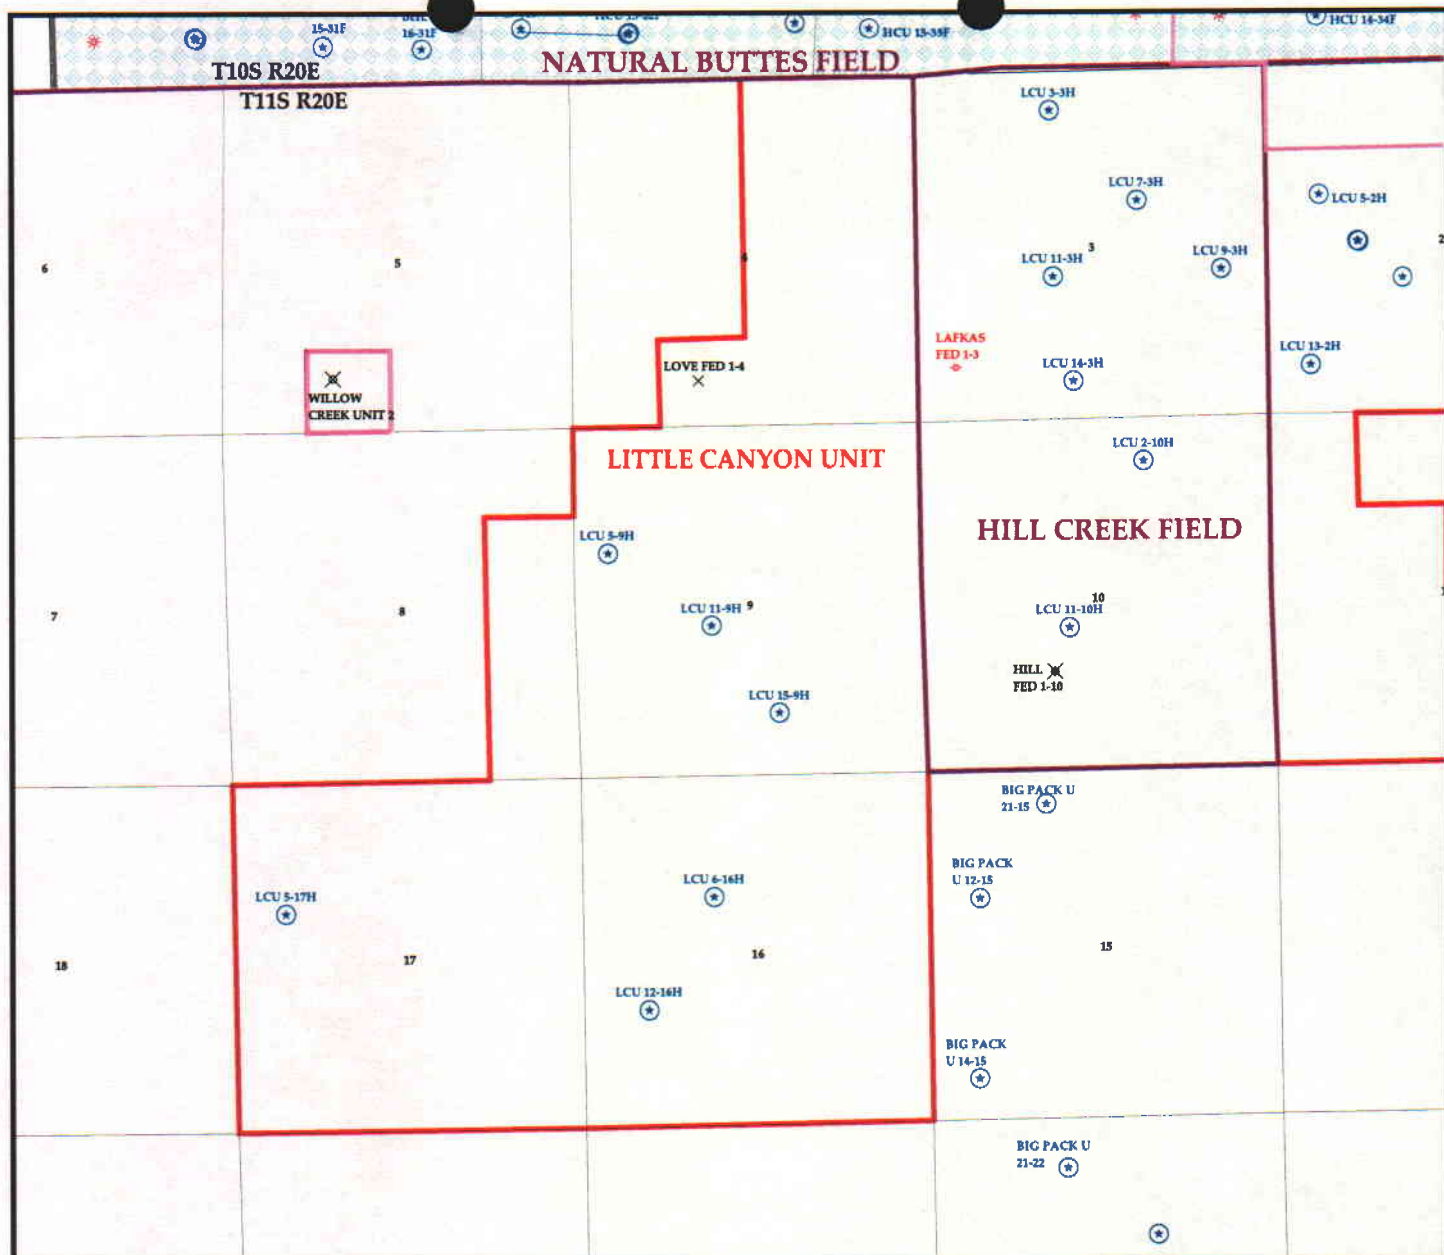 15-31F
16-31F
HCU 13-35F
HCU 14-34F
T10S R20E
NATURAL BUTTES FIELD
T11S R20E
LCU 3-3H
LCU 7-3H
LCU 5-2H
6
5
4
3
2
LCU 11-3H
LCU 9-3H
LAFKAS
FED 1-3
LCU 14-3H
LCU 13-2H
LOVE FED 1-4
WILLOW
CREEK UNIT 2
LITTLE CANYON UNIT
LCU 2-10H
HILL CREEK FIELD
LCU 5-9H
7
8
LCU 11-9H
9
10
LCU 11-10H
HILL
FED 1-10
LCU 15-9H
BIG PACK U
21-15
BIG PACK
U 12-15
LCU 5-17H
LCU 6-16H
18
17
16
15
LCU 12-16H
BIG PACK
U 14-15
BIG PACK U
21-22